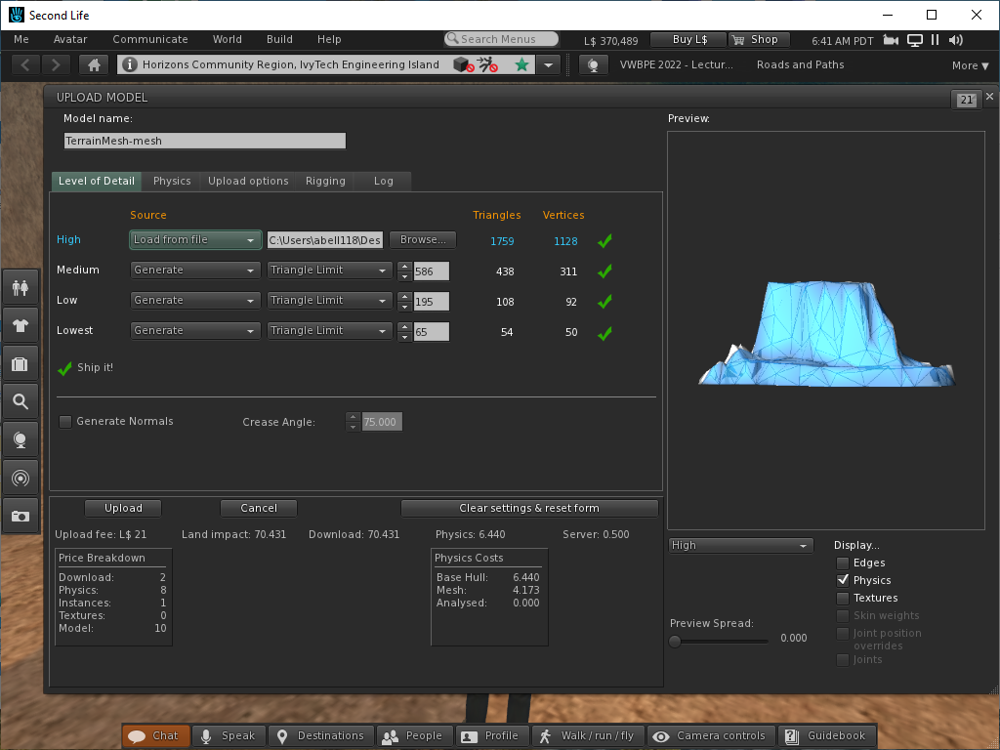 Second Life
Me Avatar Communicate World Build Help Search Menus L$ 370,489 Buy L$ Shop 6:41 AM PDT
Horizons Community Region, IvyTech Engineering Island VWBPE 2022 - Lectur... Roads and Paths More ▼
UPLOAD MODEL 21
Model name: Preview:
TerrainMesh-mesh
Level of Detail Physics Upload options Rigging Log
Source Triangles Vertices
High Load from file C:\Users\abell118\Des Browse... 1759 1128
Medium Generate Triangle Limit 586 438 311
Low Generate Triangle Limit 195 108 92
Lowest Generate Triangle Limit 65 54 50
Ship it!
Generate Normals Crease Angle: 75.000
Upload Cancel Clear settings & reset form
Upload fee: L$ 21 Land impact: 70.431 Download: 70.431 Physics: 6.440 Server: 0.500
Price Breakdown
Download: 2
Physics: 8
Instances: 1
Textures: 0
Model: 10
Physics Costs
Base Hull: 6.440
Mesh: 4.173
Analysed: 0.000
High Display...
Edges
Physics
Textures
Skin weights
Joint position
overrides
Joints
Preview Spread: 0.000
Chat Speak Destinations People Profile Walk / run / fly Camera controls Guidebook